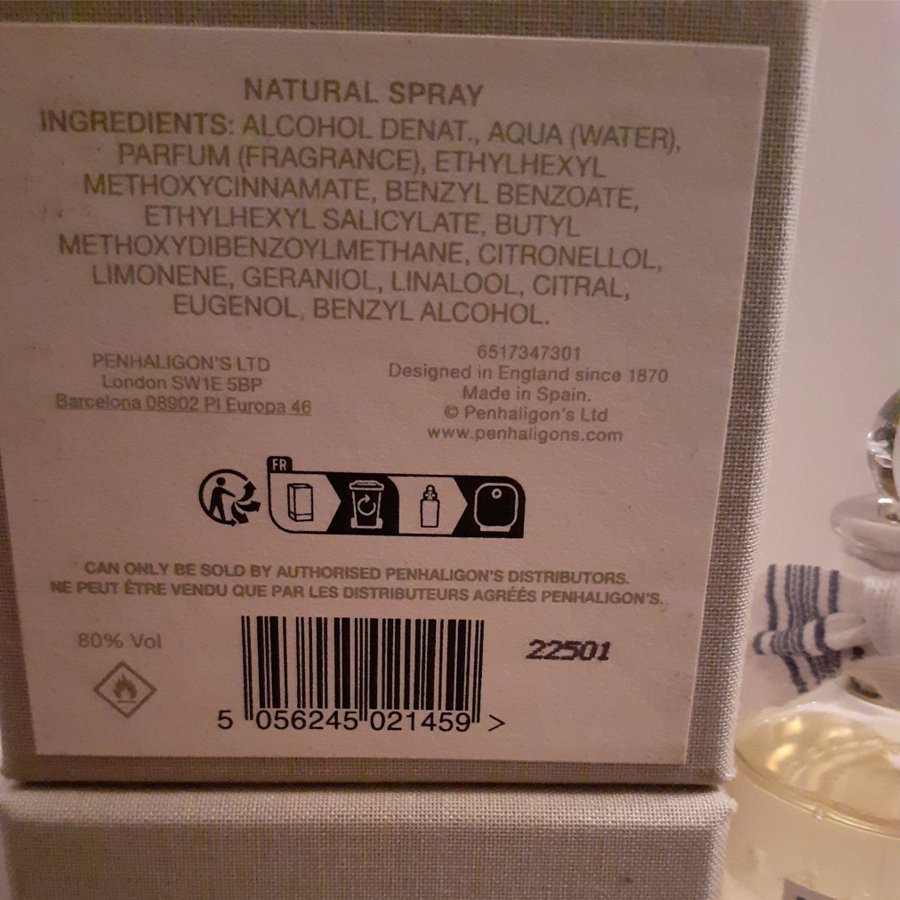 NATURAL SPRAY
INGREDIENTS: ALCOHOL DENAT., AQUA (WATER),
PARFUM (FRAGRANCE), ETHYLHEXYL
METHOXYCINNAMATE, BENZYL BENZOATE,
ETHYLHEXYL SALICYLATE, BUTYL
METHOXYDIBENZOYLMETHANE, CITRONELLOL,
LIMONENE, GERANIOL, LINALOOL, CITRAL,
EUGENOL, BENZYL ALCOHOL.
PENHALIGON'S LTD
London SW1E 5BP
Barcelona 08902 Pl Europa 46
6517347301
Designed in England since 1870
Made in Spain.
© Penhaligon's Ltd
www.penhaligons.com
FR
CAN ONLY BE SOLD BY AUTHORISED PENHALIGON'S DISTRIBUTORS.
NE PEUT ÊTRE VENDU QUE PAR LES DISTRIBUTEURS AGRÉÉS PENHALIGON'S.
80% Vol
22501
5 056245 021459 >